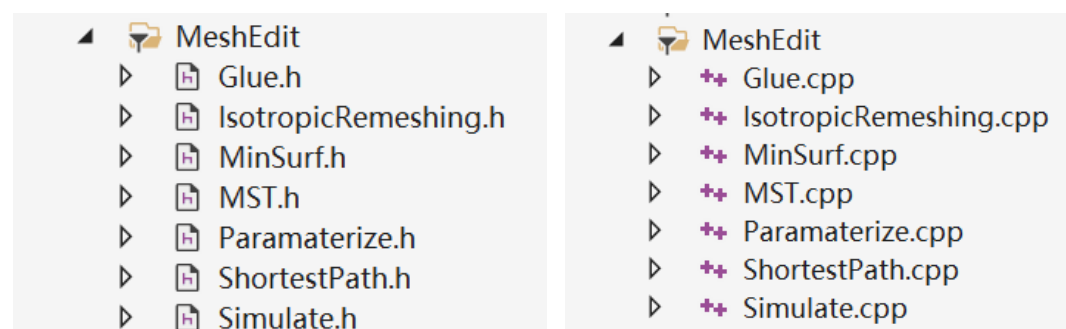 MeshEdit
Glue.h
IsotropicRemeshing.h
MinSurf.h
MST.h
Paramaterize.h
ShortestPath.h
Simulate.h
MeshEdit
Glue.cpp
IsotropicRemeshing.cpp
MinSurf.cpp
MST.cpp
Paramaterize.cpp
ShortestPath.cpp
Simulate.cpp